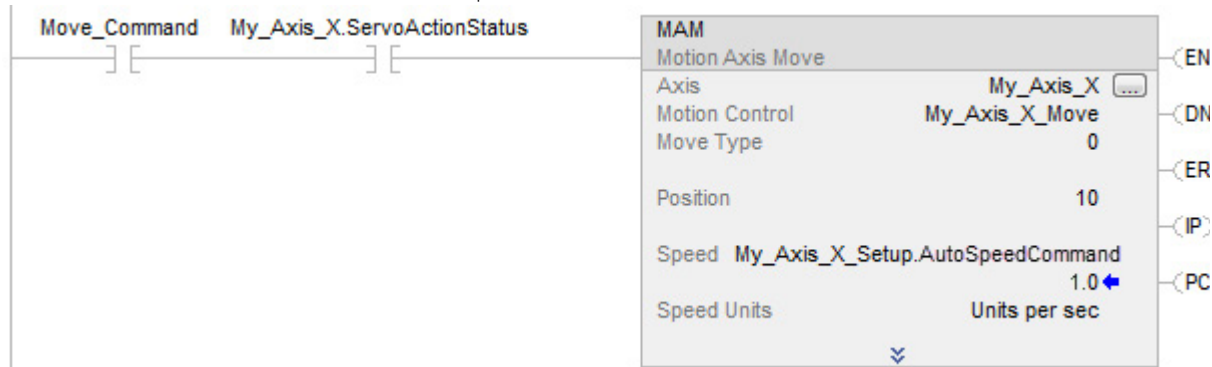 Move_Command My_Axis_X.ServoActionStatus
MAM
Motion Axis Move
EN
Axis My_Axis_X ...
Motion Control My_Axis_X_Move
DN
Move Type 0
ER
Position 10
IP
Speed My_Axis_X_Setup.AutoSpeedCommand
1.0
PC
Speed Units Units per sec